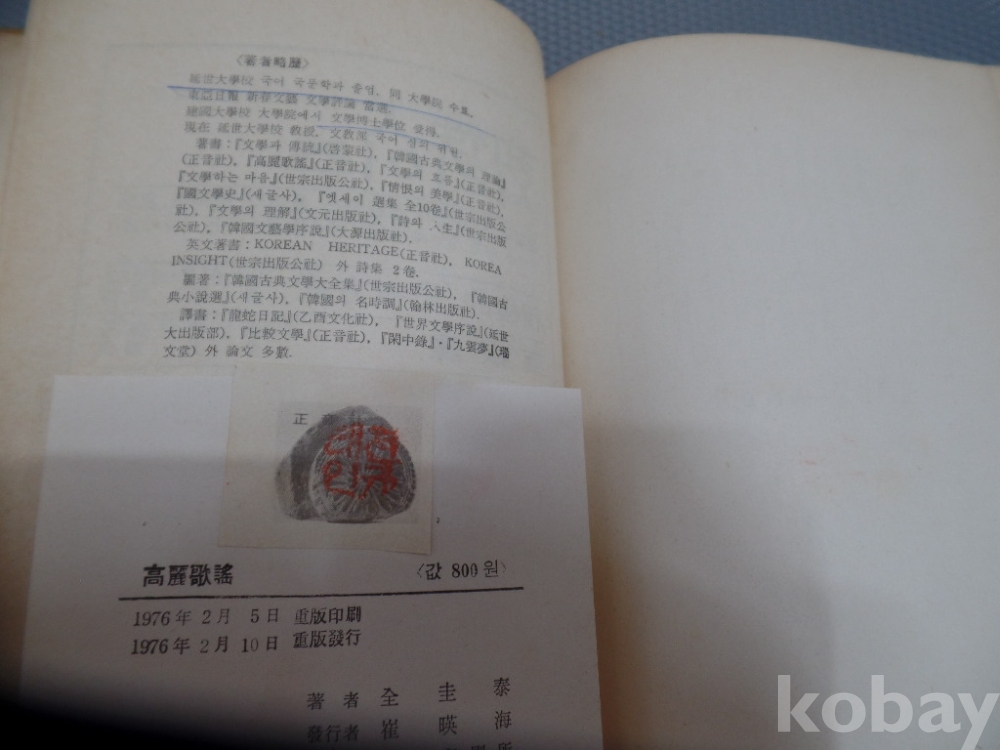 〈著者略歷〉
延世大學校 국어 국문학과 졸업, 同 大學院 수료,
東亞日報 新春文藝 文學評論 當選,
建國大學校 大學院에서 文學博士學位 受得,
現在 延世大學校 敎授, 文敎部 국어 심의 위원,
著書:『文學과 傳統』(啓蒙社), 『韓國古典文學의 理論』
(正音社), 『高麗歌謠』(正音社), 『文學의 흐름』(正音社),
『文學하는 마음』(世宗出版公社), 『情恨의 美學』(正音社),
『國文學史』(새글사), 『엣세이 選集 全10卷』(世宗出版公
社), 『文學의 理解』(文元出版社), 『詩의 人生』(世宗出版
公社), 『韓國文藝學序說』(大源出版社).
英文著書:KOREAN HERITAGE(正音社), KOREA
INSIGHT(世宗出版公社) 外 詩集 2卷.
編著:『韓國古典文學大全集』(世宗出版公社), 『韓國古
典小說選』(새글사), 『韓國의 名時調』(翰林出版社).
譯書:『龍蛇日記』(乙酉文化社), 『世界文學序說』(延世
大出版部), 『比較文學』(正音社), 『閑中錄』·『九雲夢』(
文堂) 外 論文 多數.
正
高麗歌謠 〈값 800원〉
1976年 2月 5日 重版印刷
1976年 2月 10日 重版發行
著者 全圭泰
發行者 崔暎海
所
kobay